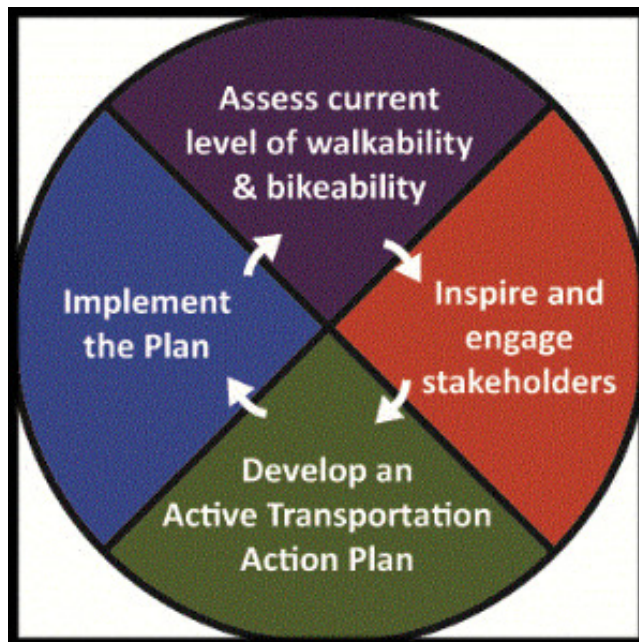 Assess current
level of walkability
& bikeability
Inspire and
engage
stakeholders
Develop an
Active Transportation
Action Plan
Implement
the Plan